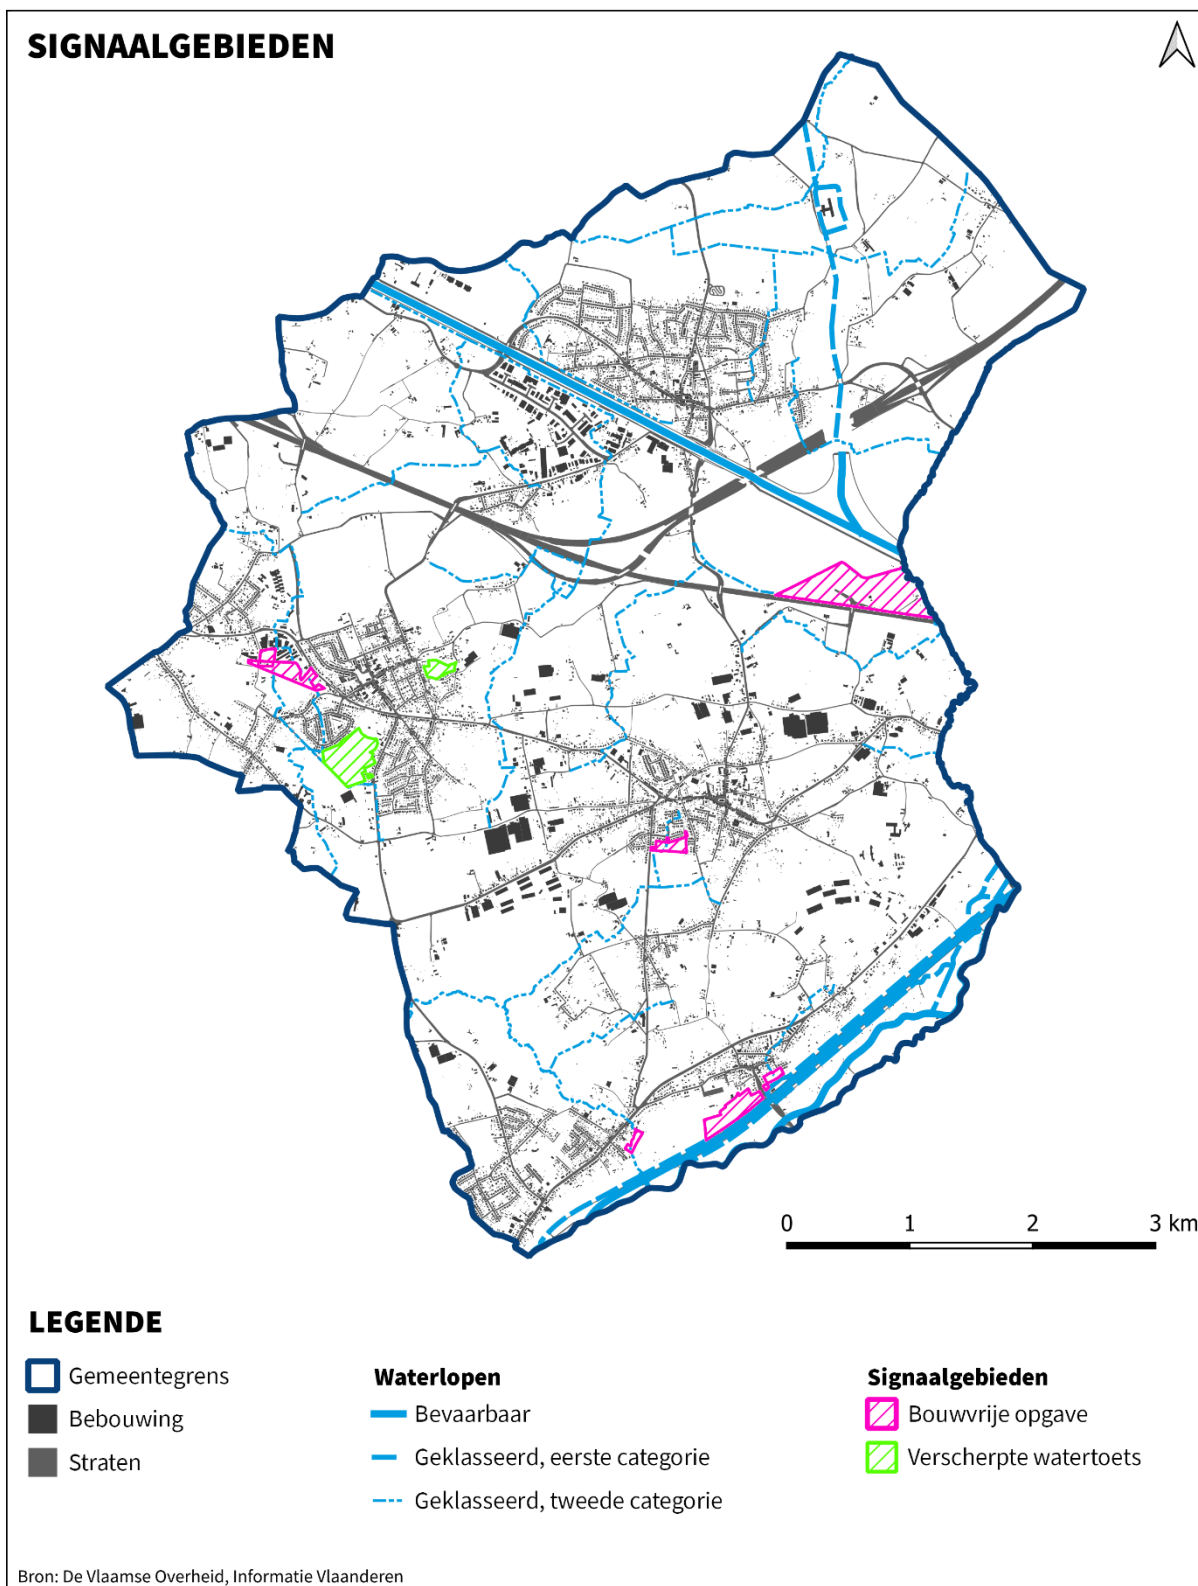 SIGNAALGEBIEDEN
0 1 2 3 km
LEGENDE
Gemeentegrens
Bebouwing
Straten
Waterlopen
Bevaarbaar
Geklasseerd, eerste categorie
Geklasseerd, tweede categorie
Signaalgebieden
Bouwvrije opgave
Verscherpte watertoets
Bron: De Vlaamse Overheid, Informatie Vlaanderen